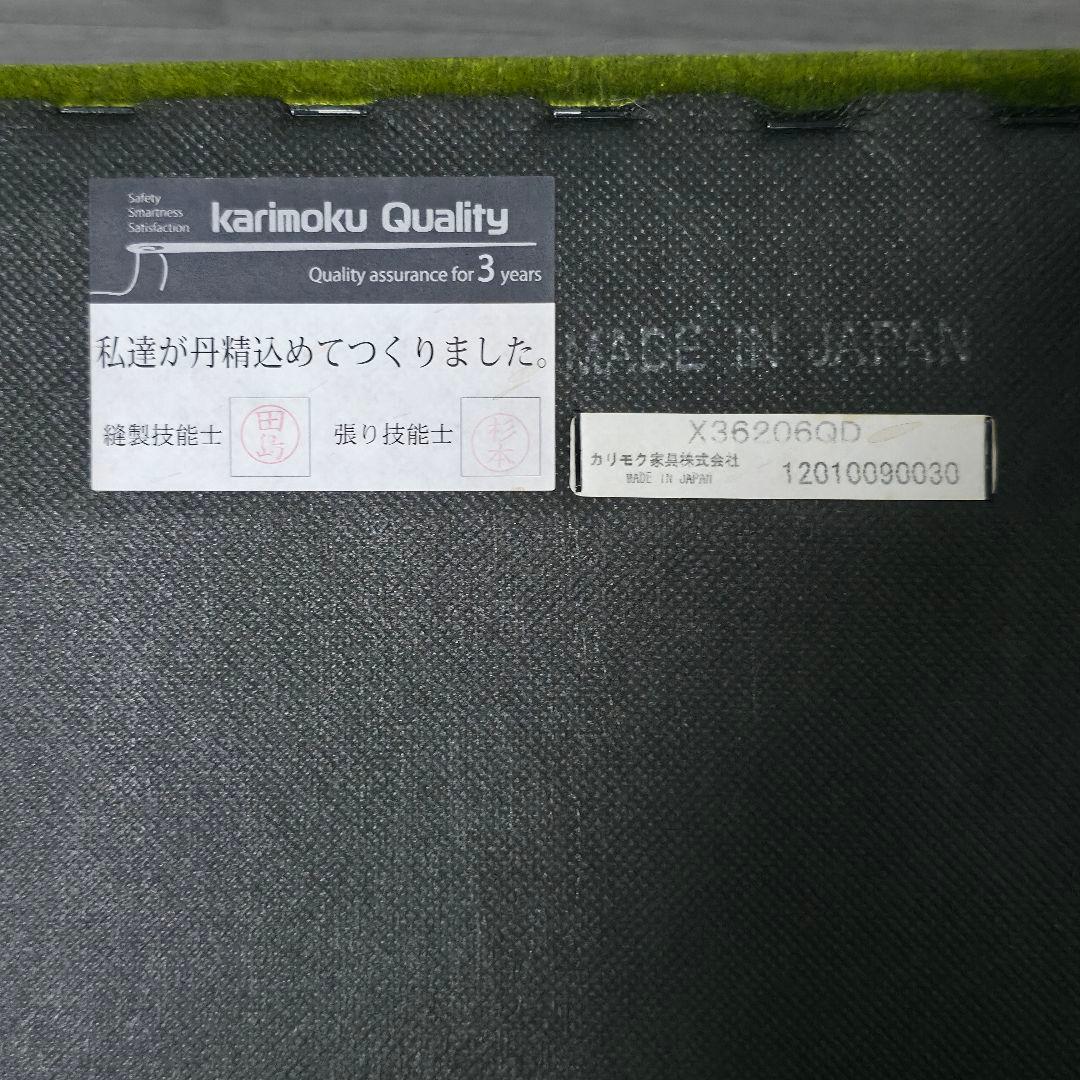 Safety
Smartness
Satisfaction
karimoku Quality
Quality assurance for 3 years
私達が丹精込めてつくりました。
縫製技能士 田島 張り技能士 杉本
MADE IN JAPAN
X36206QD
カリモク家具株式会社
MADE IN JAPAN
12010090030